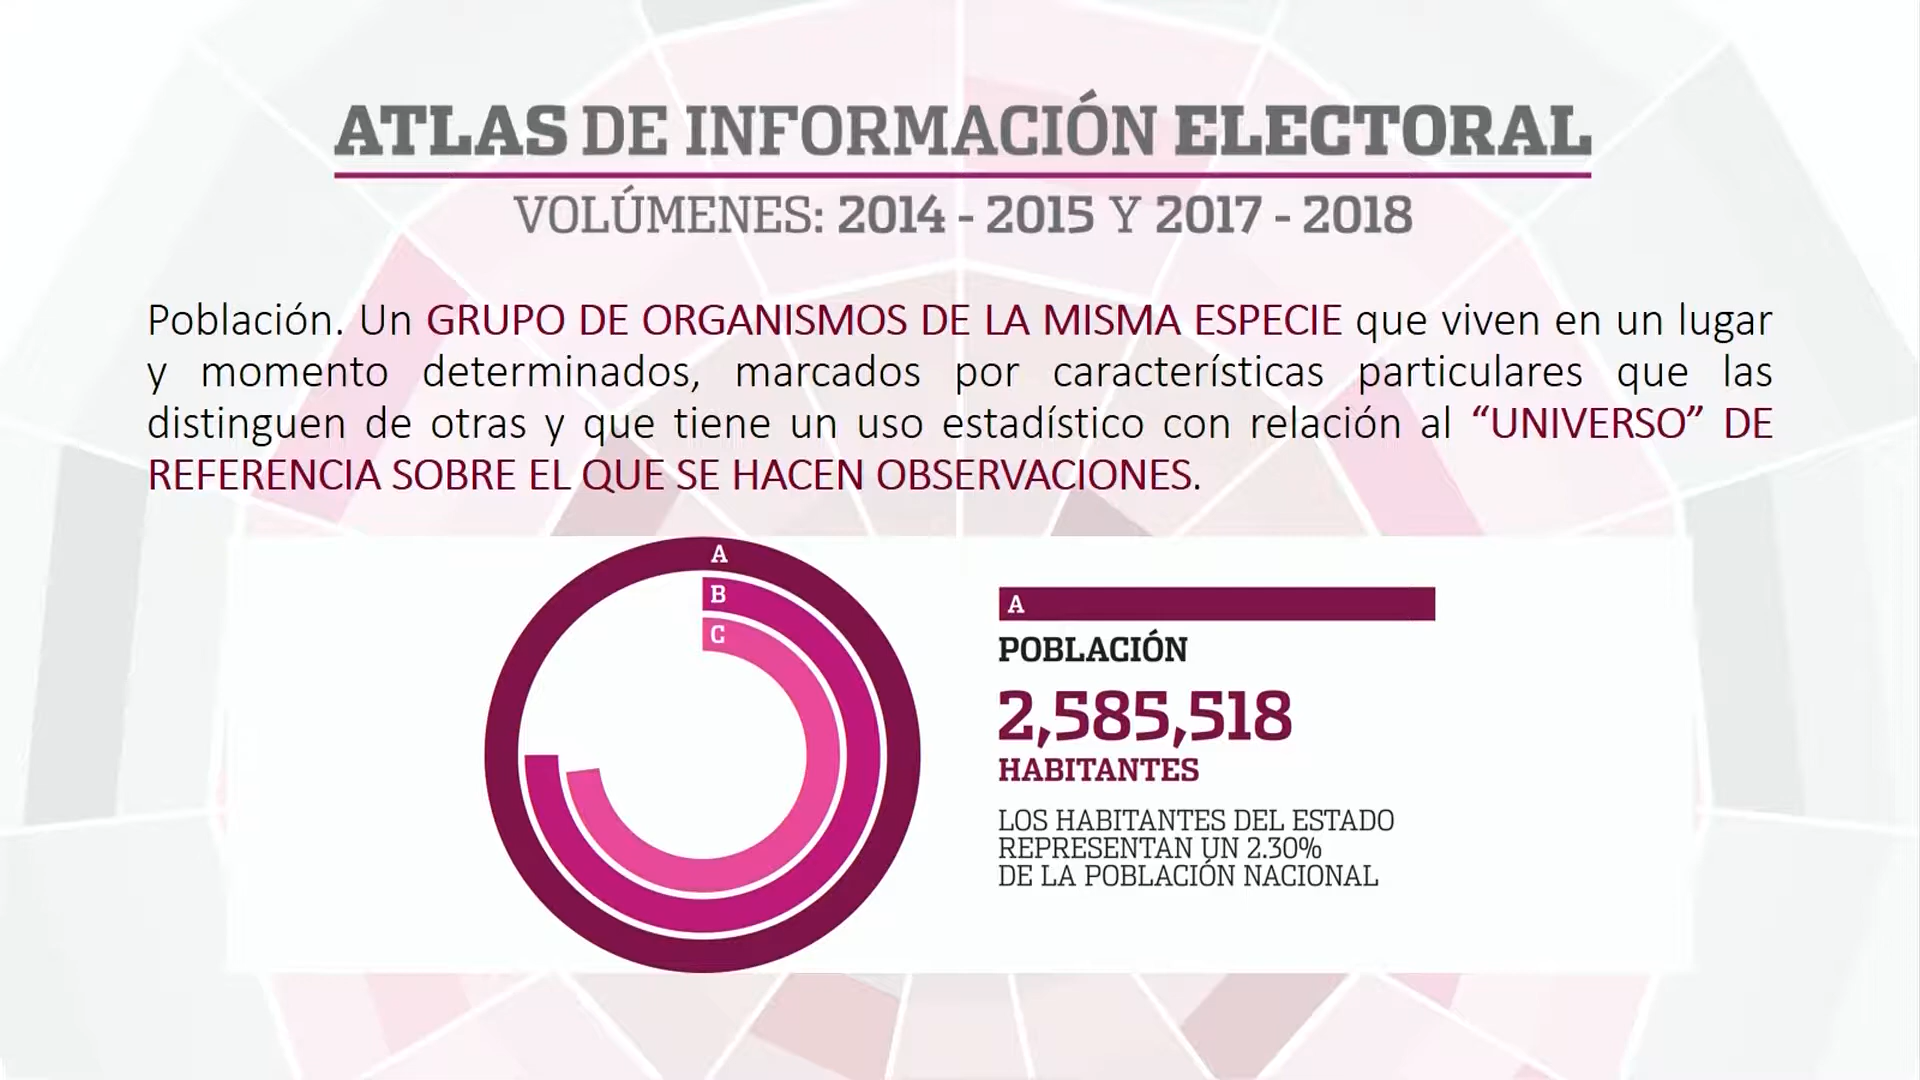 ATLAS DE INFORMACIÓN ELECTORAL
VOLÚMENES: 2014 - 2015 Y 2017 - 2018
Población. Un GRUPO DE ORGANISMOS DE LA MISMA ESPECIE que viven en un lugar
y momento determinados, marcados por características particulares que las
distinguen de otras y que tiene un uso estadístico con relación al “UNIVERSO” DE
REFERENCIA SOBRE EL QUE SE HACEN OBSERVACIONES.
A
B
C
A
POBLACIÓN
2,585,518
HABITANTES
LOS HABITANTES DEL ESTADO
REPRESENTAN UN 2.30%
DE LA POBLACIÓN NACIONAL